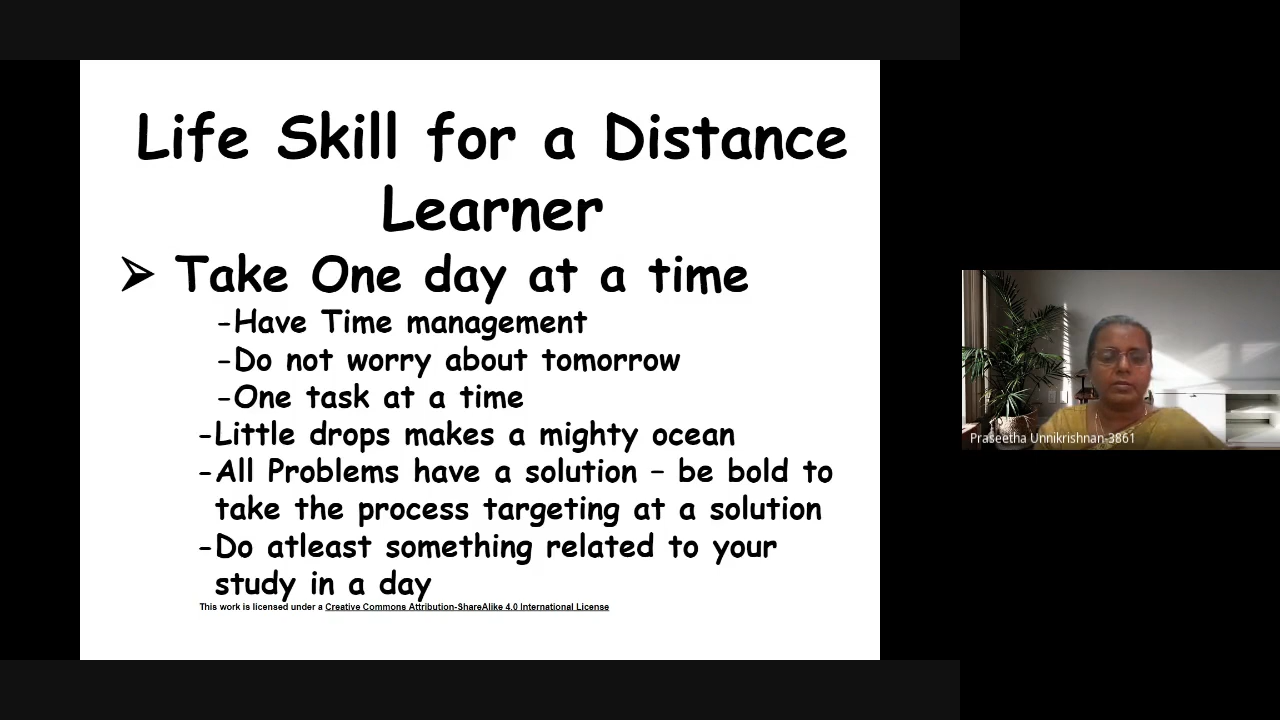 Life Skill for a Distance
Learner
➢ Take One day at a time
-Have Time management
-Do not worry about tomorrow
-One task at a time
-Little drops makes a mighty ocean
-All Problems have a solution – be bold to
take the process targeting at a solution
-Do atleast something related to your
study in a day
This work is licensed under a Creative Commons Attribution-ShareAlike 4.0 International License
Praseetha Unnikrishnan-3861